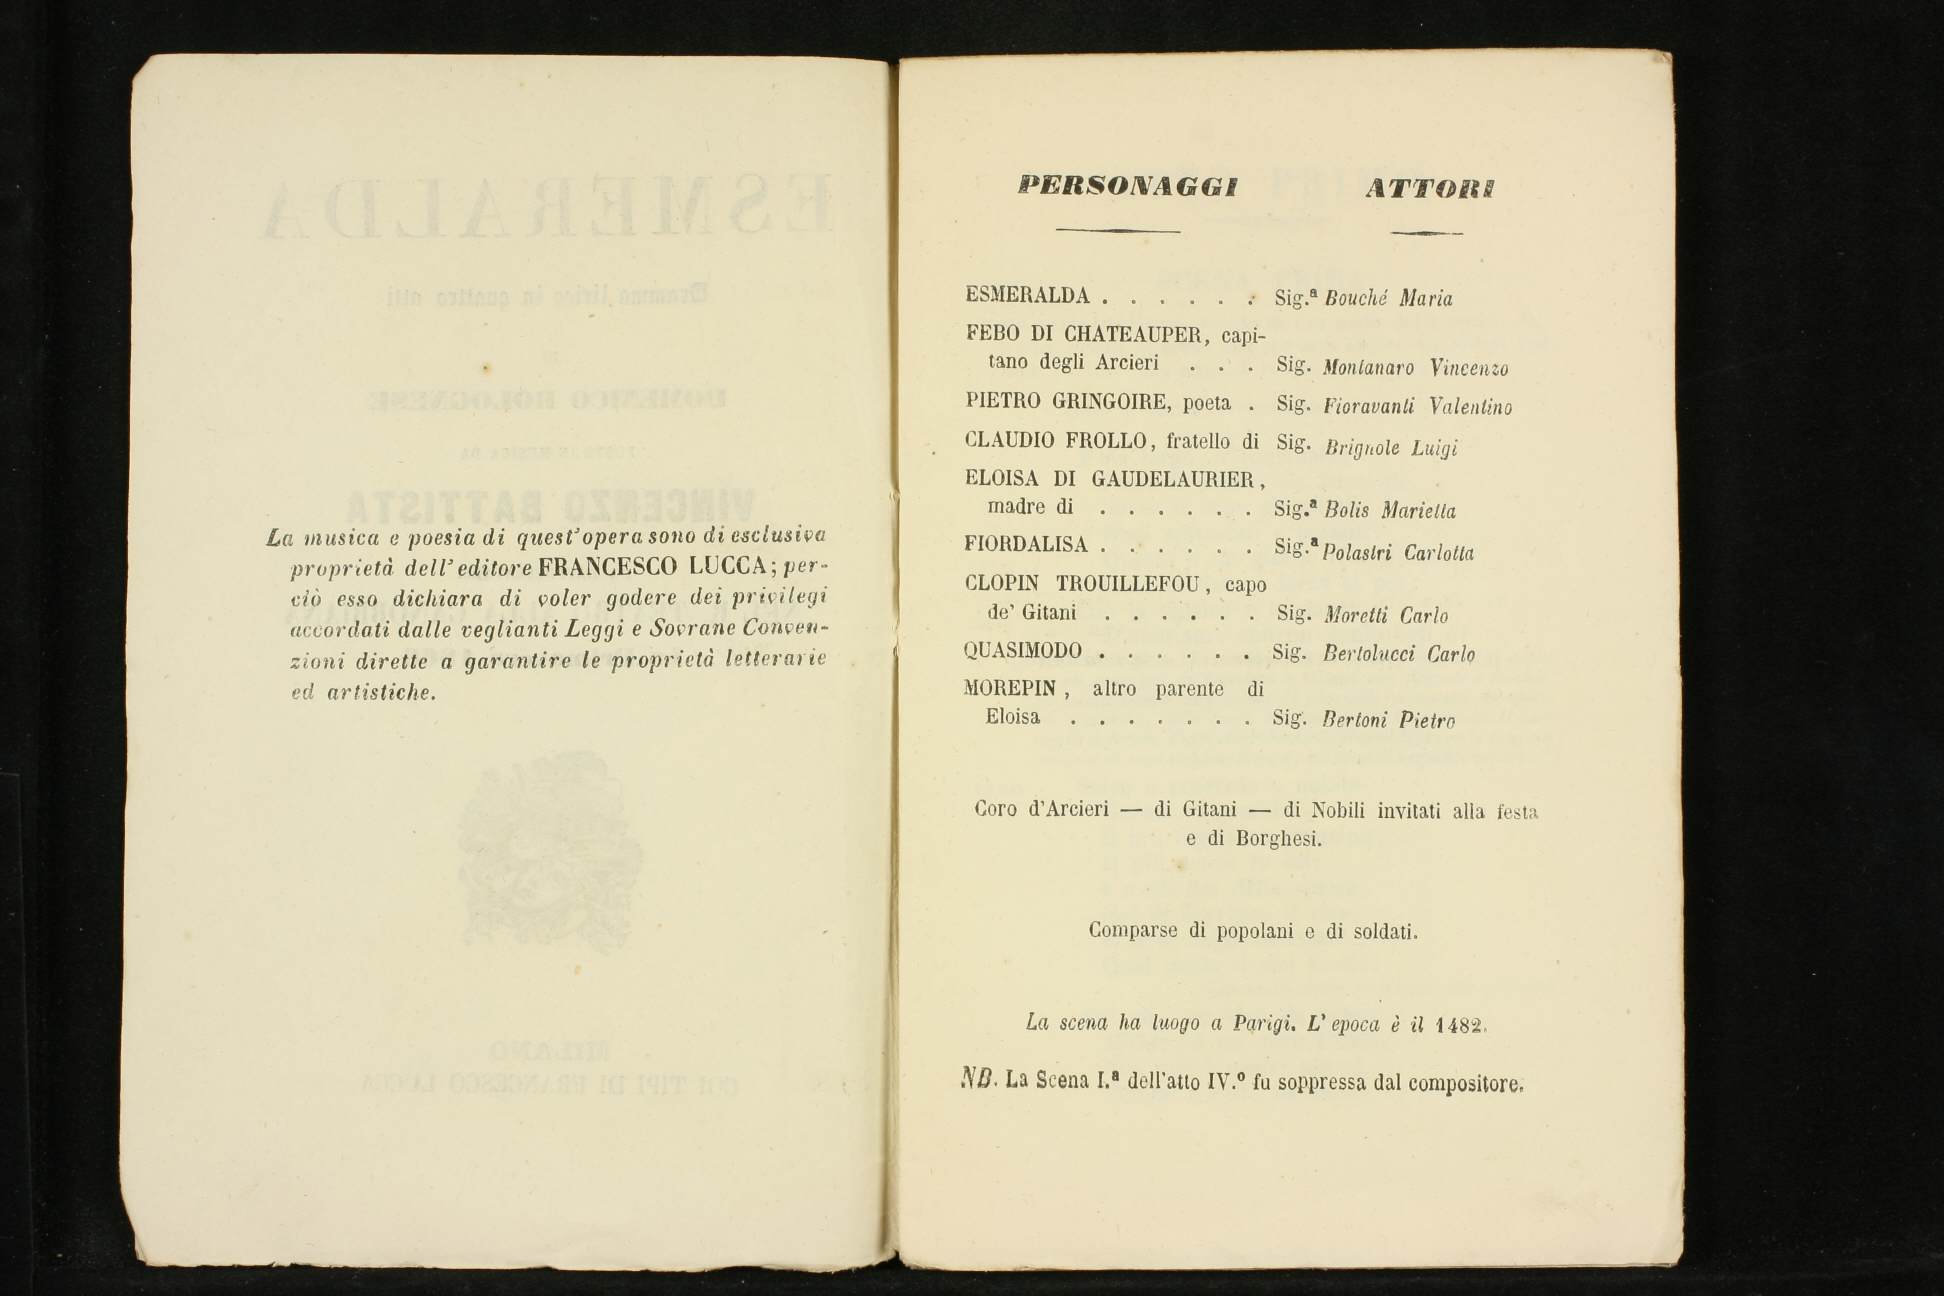 La musica e poesia di quest'opera sono di esclusiva
proprietà dell'editore FRANCESCO LUCCA; per-
ciò esso dichiara di voler godere dei privilegi
accordati dalle veglianti Leggi e Sovrane Conven-
zioni dirette a garantire le proprietà letterarie
ed artistiche.
PERSONAGGI ATTORI
ESMERALDA . . . . . . Sig.ª Bouché Maria
FEBO DI CHATEAUPER, capi-
tano degli Arcieri . . . Sig. Montanaro Vincenzo
PIETRO GRINGOIRE, poeta . Sig. Fioravanti Valentino
CLAUDIO FROLLO, fratello di Sig. Brignole Luigi
ELOISA DI GAUDELAURIER,
madre di . . . . . . Sig.ª Bolis Marietta
FIORDALISA . . . . . . Sig.ª Polastri Carlotta
CLOPIN TROUILLEFOU, capo
de' Gitani . . . . . . Sig. Moretti Carlo
QUASIMODO . . . . . . Sig. Bertolucci Carlo
MOREPIN, altro parente di
Eloisa . . . . . . . Sig. Bertoni Pietro
Coro d'Arcieri — di Gitani — di Nobili invitati alla festa
e di Borghesi.
Comparse di popolani e di soldati.
La scena ha luogo a Parigi. L'epoca è il 1482.
NB. La Scena I.ª dell'atto IV.º fu soppressa dal compositore.